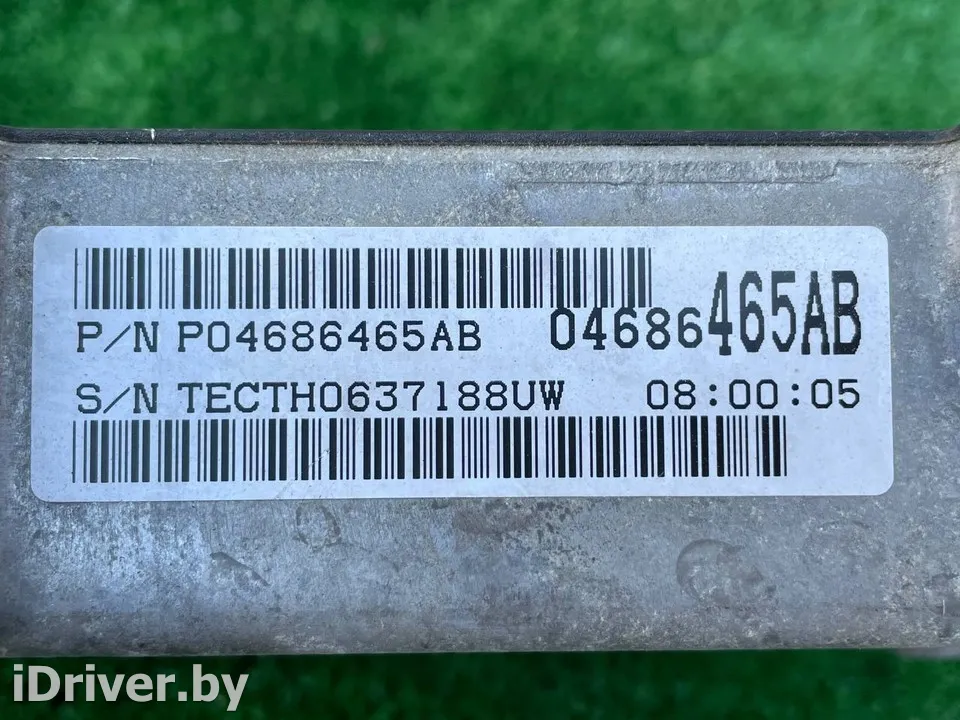 P/N P04686465AB 04686465AB
S/N TECTH0637188UW 08:00:05
iDriver.by